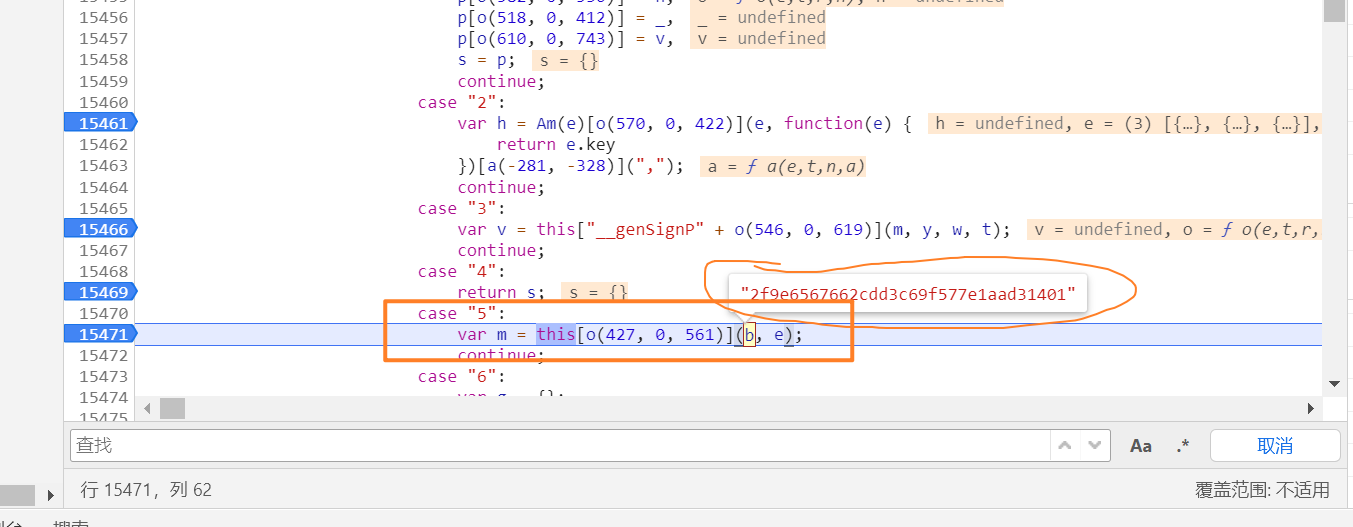 15456 p[o(518, 0, 412)] = _, _ = undefined
15457 p[o(610, 0, 743)] = v, v = undefined
15458 s = p; s = {}
15459 continue;
15460 case "2":
15461 var h = Am(e)[o(570, 0, 422)](e, function(e) { h = undefined, e = (3) [{…}, {…}, {…}],
15462 return e.key
15463 })[a(-281, -328)](","); a = ƒ a(e,t,n,a)
15464 continue;
15465 case "3":
15466 var v = this["__genSignP" + o(546, 0, 619)](m, y, w, t); v = undefined, o = ƒ o(e,t,r,
15467 continue;
15468 case "4":
15469 return s; s = {}
"2f9e6567662cdd3c69f577e1aad31401"
15470 case "5":
15471 var m = this[o(427, 0, 561)](b, e);
15472 continue;
15473 case "6":
15474
15475
查找
Aa
.*
取消
行 15471，列 62
覆盖范围: 不适用
搜索